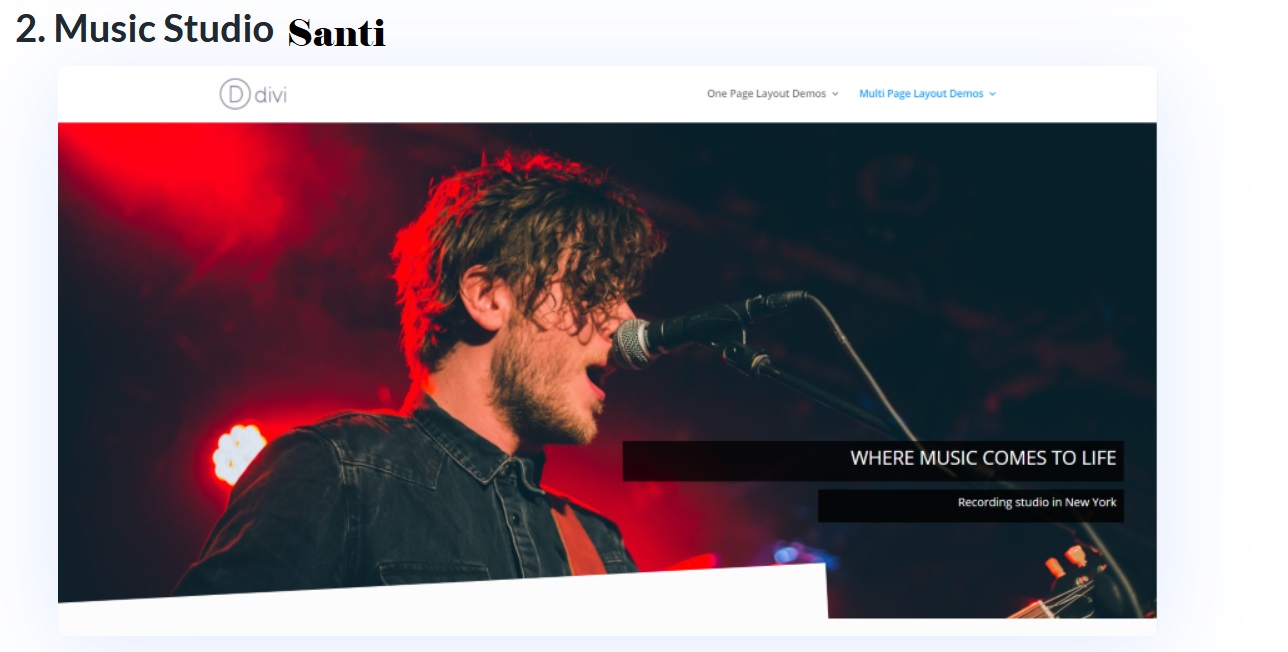 2. Music Studio Santi
D divi
One Page Layout Demos
Multi Page Layout Demos
WHERE MUSIC COMES TO LIFE
Recording studio in New York